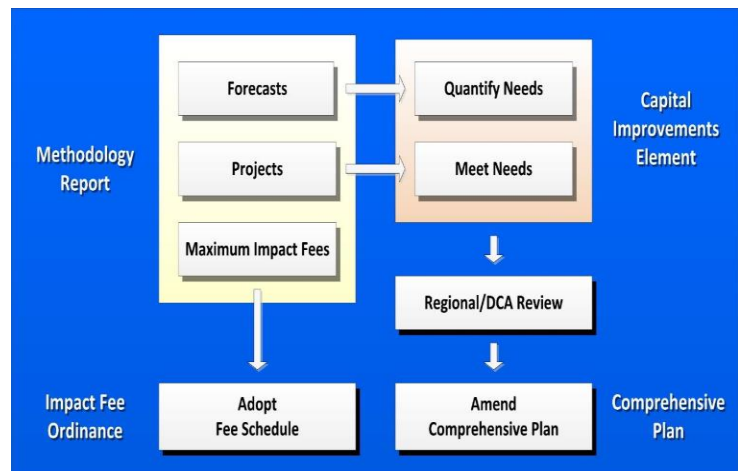 Methodology
Report
Forecasts
Projects
Maximum Impact Fees
Quantify Needs
Meet Needs
Capital
Improvements
Element
Regional/DCA Review
Impact Fee
Ordinance
Adopt
Fee Schedule
Amend
Comprehensive Plan
Comprehensive
Plan